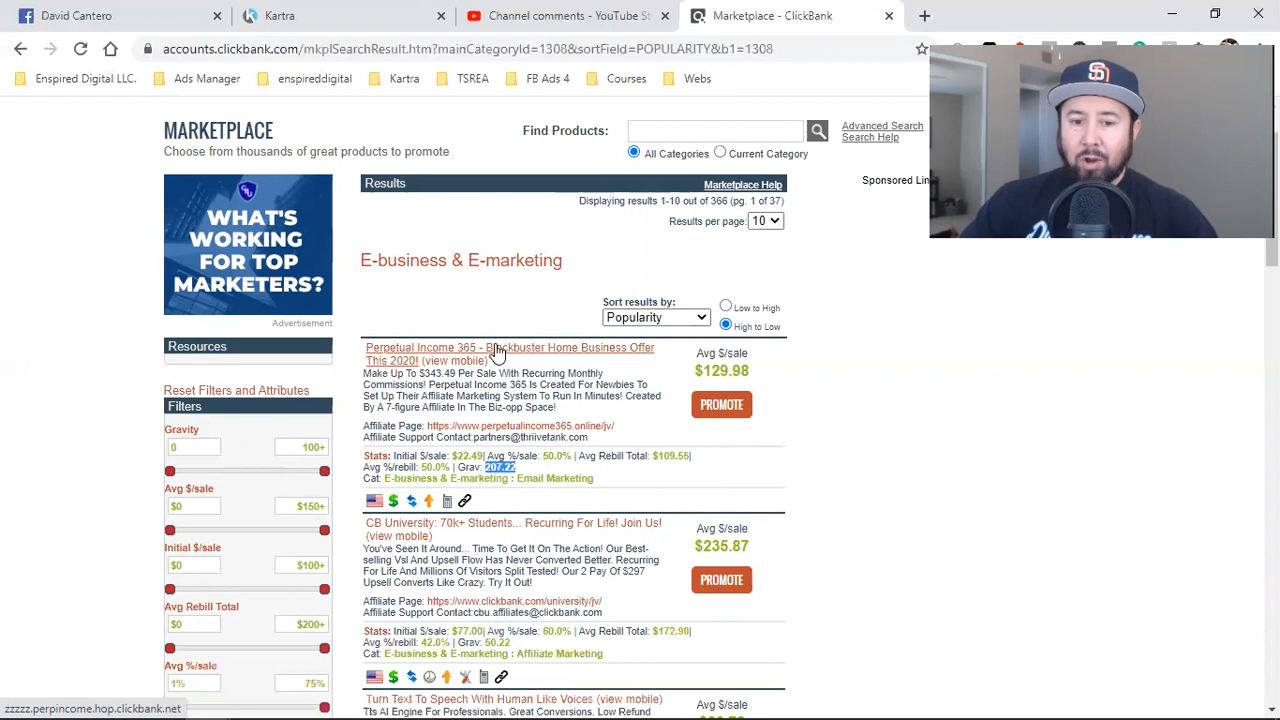 David Cantero
Kartra
Channel comments - YouTube St
Marketplace - ClickBank
accounts.clickbank.com/mkplSearchResult.htm?mainCategoryId=1308&sortField=POPULARITY&b1=1308
Enspired Digital LLC.
Ads Manager
enspireddigital
Kartra
TSREA
FB Ads 4
Courses
Webs
MARKETPLACE
Choose from thousands of great products to promote
Find Products:
Advanced Search
Search Help
All Categories
Current Category
WHAT'S
WORKING
FOR TOP
MARKETERS?
Advertisement
Resources
Reset Filters and Attributes
Filters
Gravity
0 100+
Avg $/sale
$0 $150+
Initial $/sale
$0 $100+
Avg Rebill Total
$0 $200+
Avg %/sale
1% 75%
Results
Marketplace Help
Displaying results 1-10 out of 366 (pg. 1 of 37)
Results per page: 10
Sponsored Lin
E-business & E-marketing
Sort results by:
Popularity
Low to High
High to Low
Perpetual Income 365 - Blockbuster Home Business Offer
This 2020! (view mobile)
Make Up To $343.49 Per Sale With Recurring Monthly
Commissions! Perpetual Income 365 Is Created For Newbies To
Set Up Their Affiliate Marketing System To Run In Minutes! Created
By A 7-figure Affiliate In The Biz-opp Space!
Affiliate Page: https://www.perpetualincome365.online/jv/
Affiliate Support Contact:partners@thriivetank.com
Stats: Initial $/sale: $22.49| Avg %/sale: 50.0% | Avg Rebill Total: $109.55|
Avg %/rebill: 50.0% | Grav: 207.22
Cat: E-business & E-marketing : Email Marketing
Avg $/sale
$129.98
PROMOTE
CB University: 70k+ Students... Recurring For Life! Join Us!
(view mobile)
You've Seen It Around... Time To Get It On The Action! Our Best-
selling Vsl And Upsell Flow Has Never Converted Better. Recurring
For Life And Millions Of Visitors Split Tested! Our 2 Pay Of $297
Upsell Converts Like Crazy. Try It Out!
Affiliate Page: https://www.clickbank.com/university/jv/
Affiliate Support Contact:cbu.affiliates@clickbank.com
Stats: Initial $/sale: $77.00| Avg %/sale: 60.0% | Avg Rebill Total: $172.90|
Avg %/rebill: 42.0% | Grav: 50.22
Cat: E-business & E-marketing : Affiliate Marketing
Avg $/sale
$235.87
PROMOTE
Turn Text To Speech With Human Like Voices (view mobile)
Tts AI Engine For Professionals. Great Conversions. Low Refund
Avg $/sale
zzzzz.perpincome.hop.clickbank.net